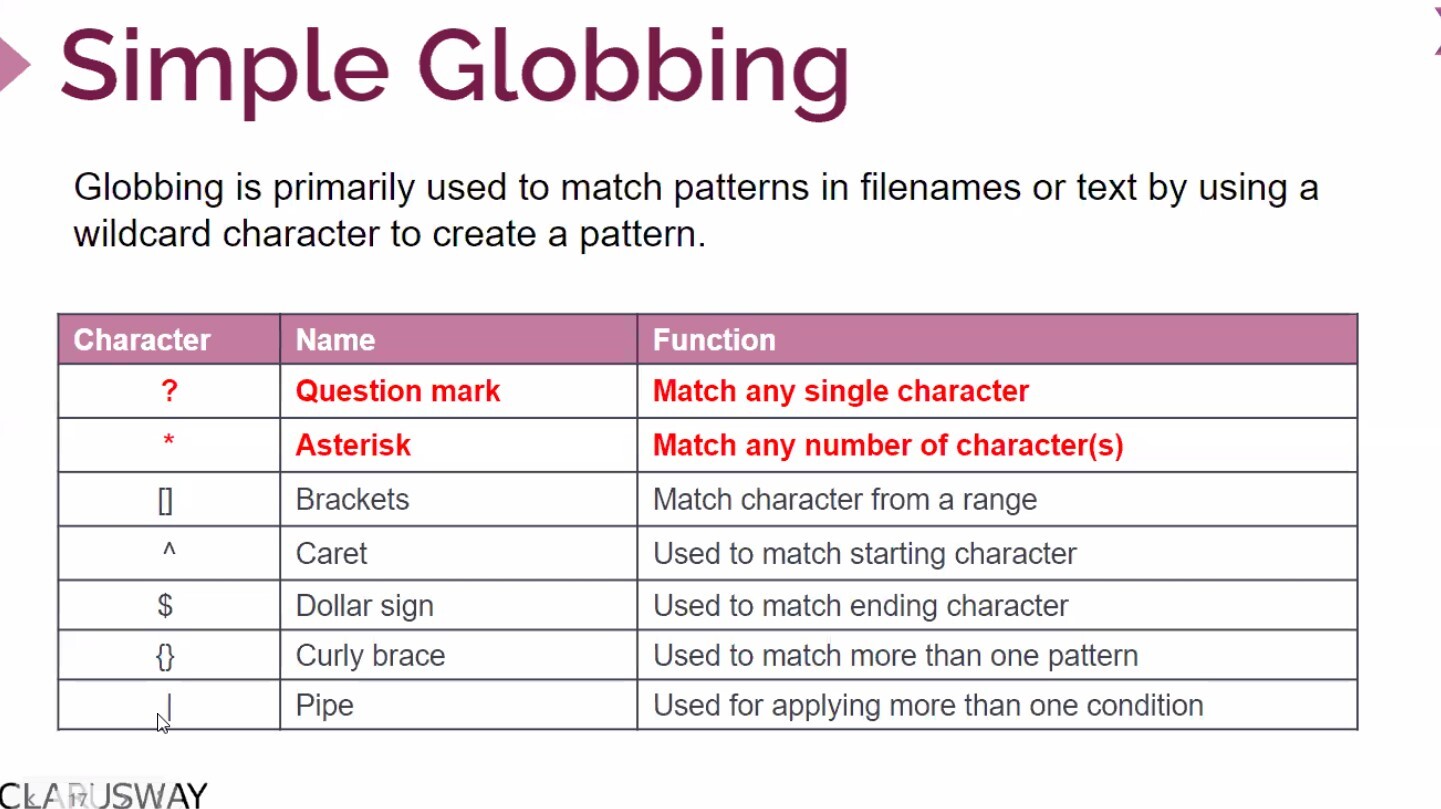 Simple Globbing
Globbing is primarily used to match patterns in filenames or text by using a
wildcard character to create a pattern.
Character Name Function
? Question mark Match any single character
* Asterisk Match any number of character(s)
[] Brackets Match character from a range
^ Caret Used to match starting character
$ Dollar sign Used to match ending character
{} Curly brace Used to match more than one pattern
| Pipe Used for applying more than one condition
CLARUSWAY
17